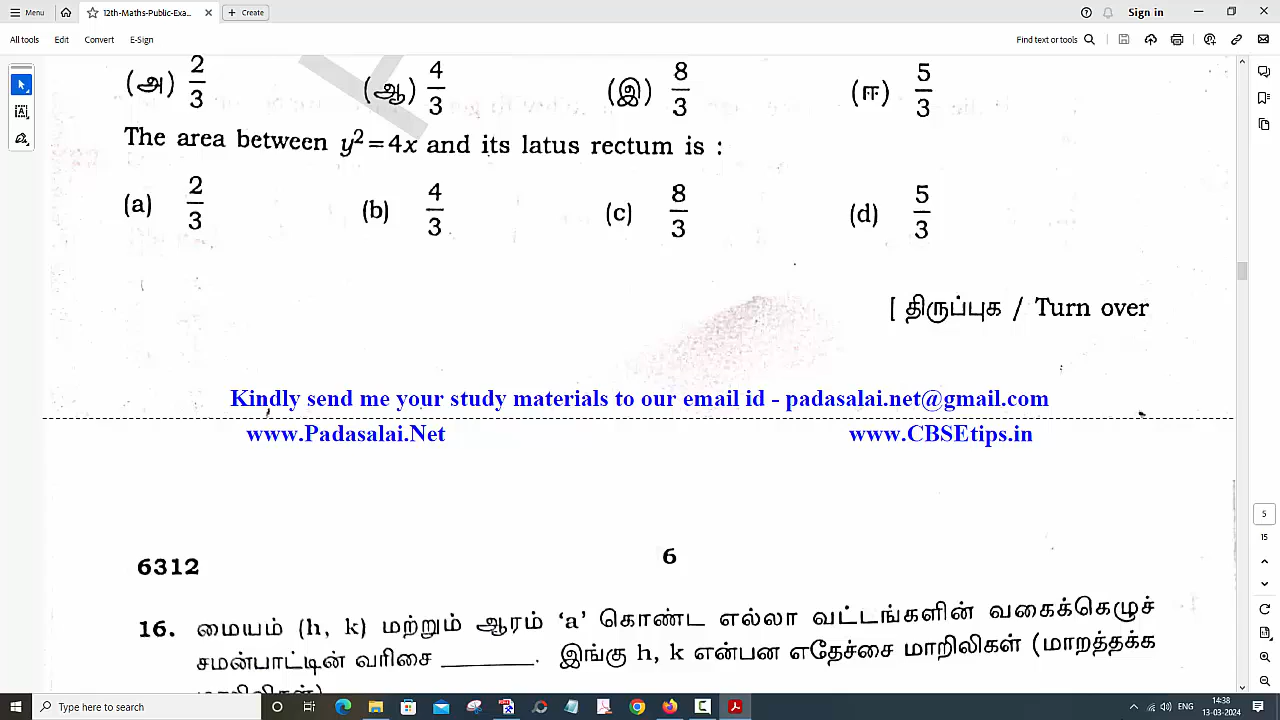 Menu
12th-Maths-Public-Exa...
Create
Sign in
All tools
Edit
Convert
E-Sign
Find text or tools
(அ) 2/3 (ஆ) 4/3 (இ) 8/3 (ஈ) 5/3
The area between y²=4x and its latus rectum is :
(a) 2/3 (b) 4/3 (c) 8/3 (d) 5/3
[ திருப்புக / Turn over
Kindly send me your study materials to our email id - padasalai.net@gmail.com
www.Padasalai.Net www.CBSEtips.in
6312 6
16. மையம் (h, k) மற்றும் ஆரம் ‘a’ கொண்ட எல்லா வட்டங்களின் வகைக்கெழுச்
சமன்பாட்டின் வரிசை ________. இங்கு h, k என்பன எதேச்சை மாறிலிகள் (மாறத்தக்க
5
15
Type here to search
ENG
14:38
13-03-2024